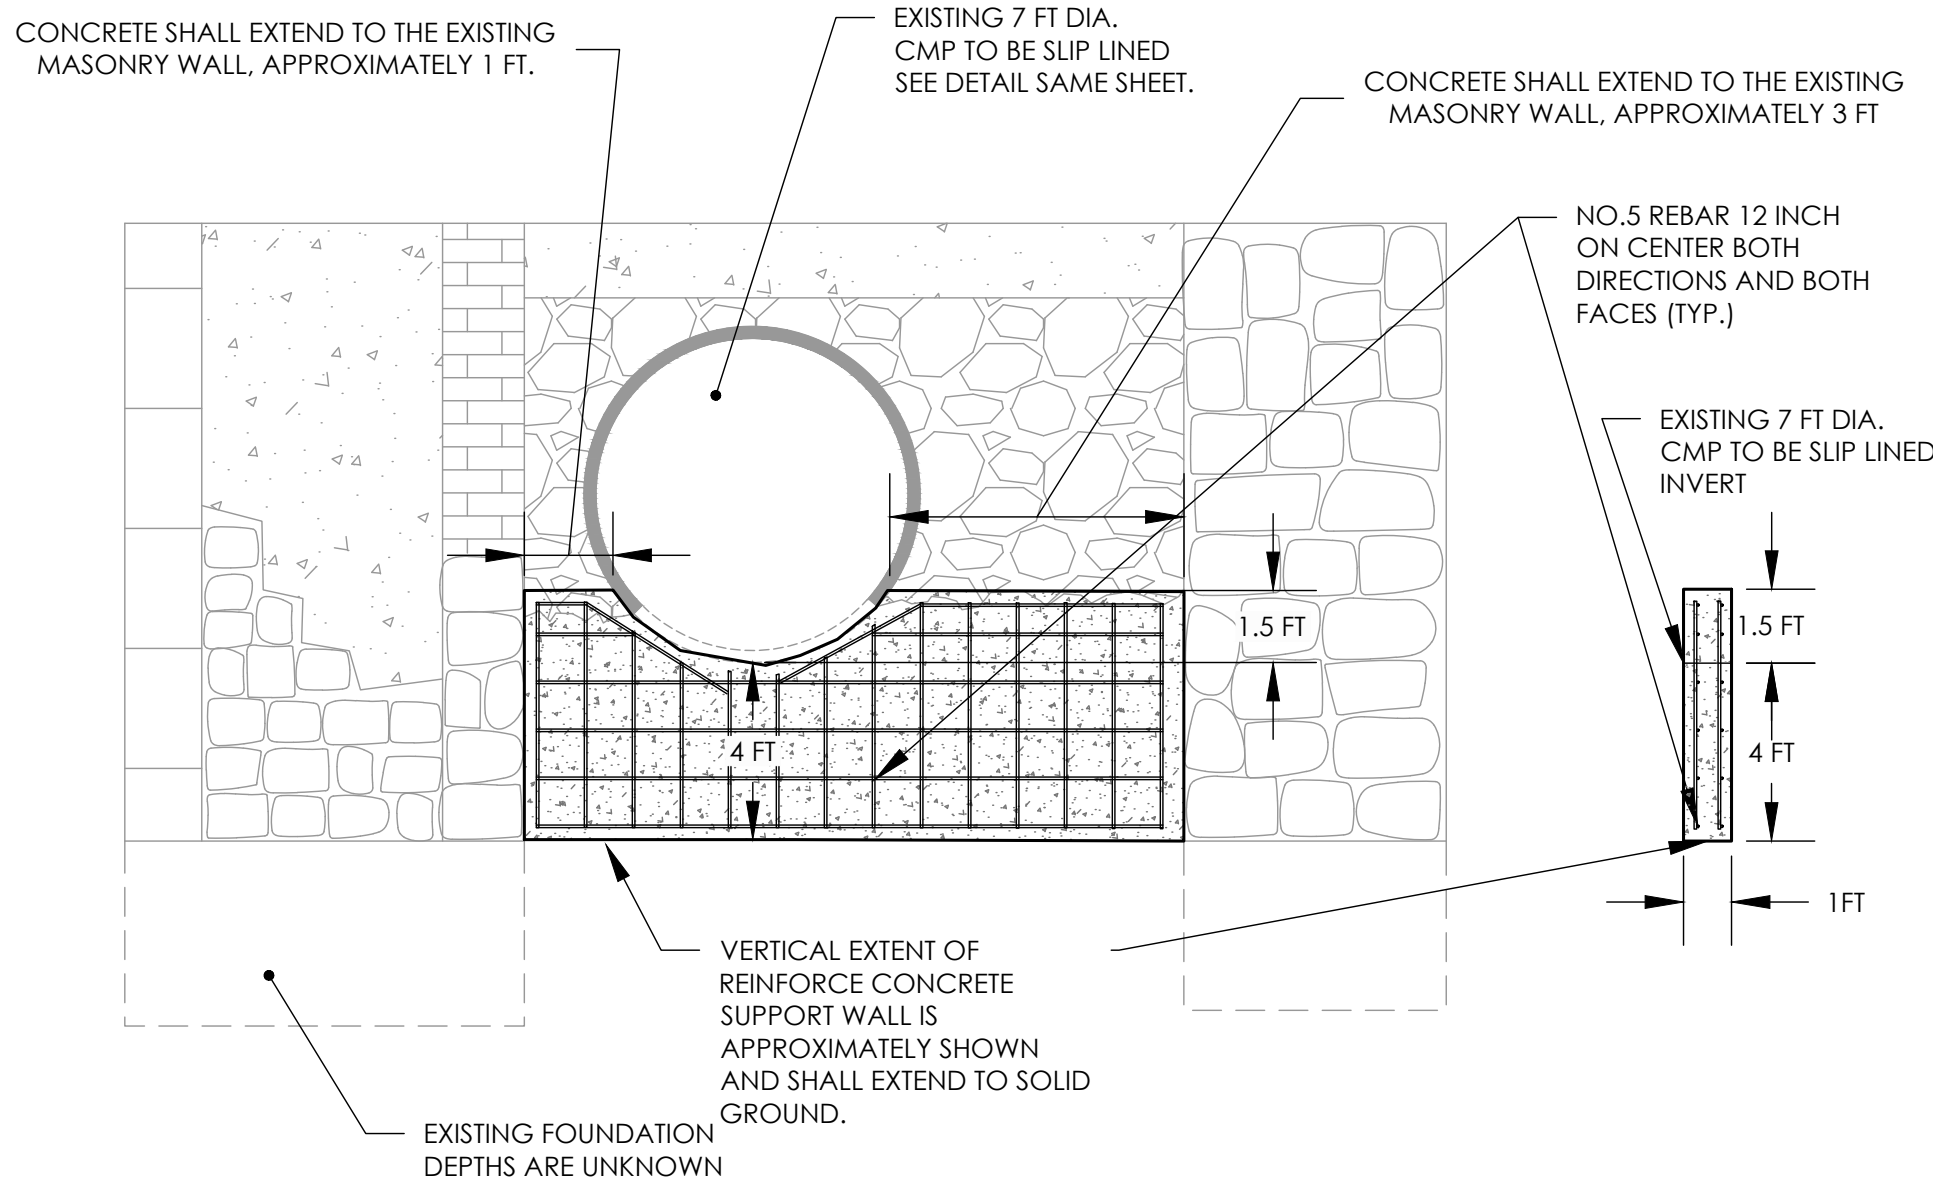 CONCRETE SHALL EXTEND TO THE EXISTING
MASONRY WALL, APPROXIMATELY 1 FT.
EXISTING 7 FT DIA.
CMP TO BE SLIP LINED
SEE DETAIL SAME SHEET.
CONCRETE SHALL EXTEND TO THE EXISTING
MASONRY WALL, APPROXIMATELY 3 FT
NO.5 REBAR 12 INCH
ON CENTER BOTH
DIRECTIONS AND BOTH
FACES (TYP.)
EXISTING 7 FT DIA.
CMP TO BE SLIP LINED
INVERT
1.5 FT
1.5 FT
4 FT
4 FT
1FT
VERTICAL EXTENT OF
REINFORCE CONCRETE
SUPPORT WALL IS
APPROXIMATELY SHOWN
AND SHALL EXTEND TO SOLID
GROUND.
EXISTING FOUNDATION
DEPTHS ARE UNKNOWN